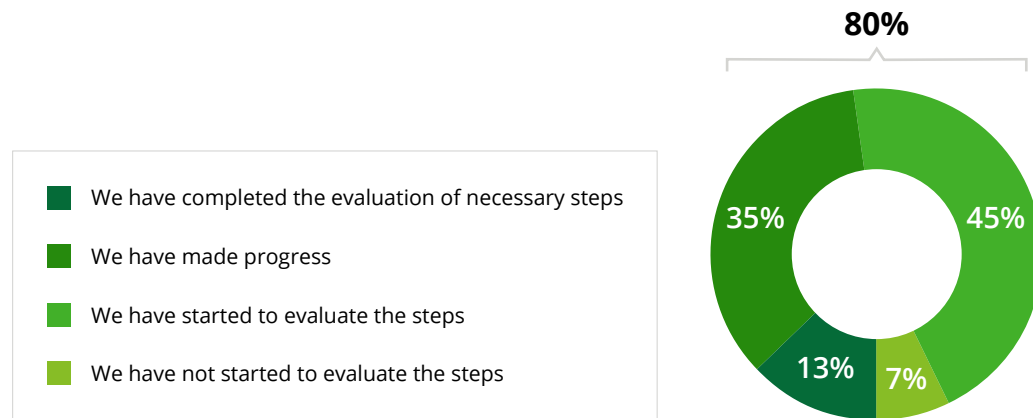 80%
We have completed the evaluation of necessary steps
We have made progress
We have started to evaluate the steps
We have not started to evaluate the steps
35%
45%
13%
7%